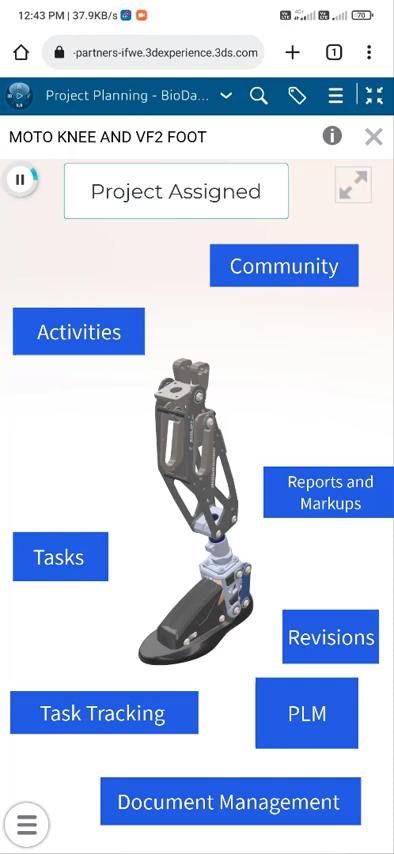 12:43 PM | 37.9KB/s
70
-partners-ifwe.3dexperience.3ds.com
1
Project Planning - BioDa...
MOTO KNEE AND VF2 FOOT
Project Assigned
Community
Activities
Reports and
Markups
Tasks
Revisions
Task Tracking
PLM
Document Management